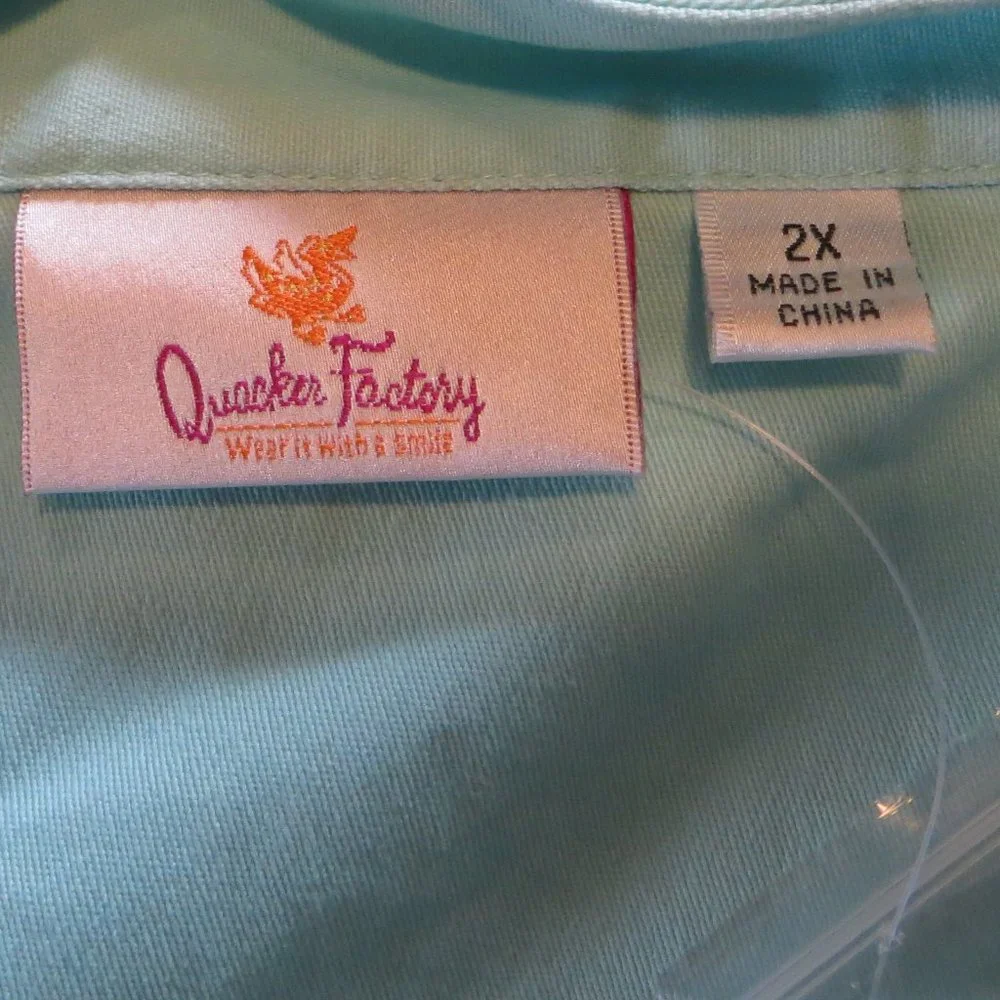 Quacker Factory
Wear it with a smile
2X
MADE IN
CHINA